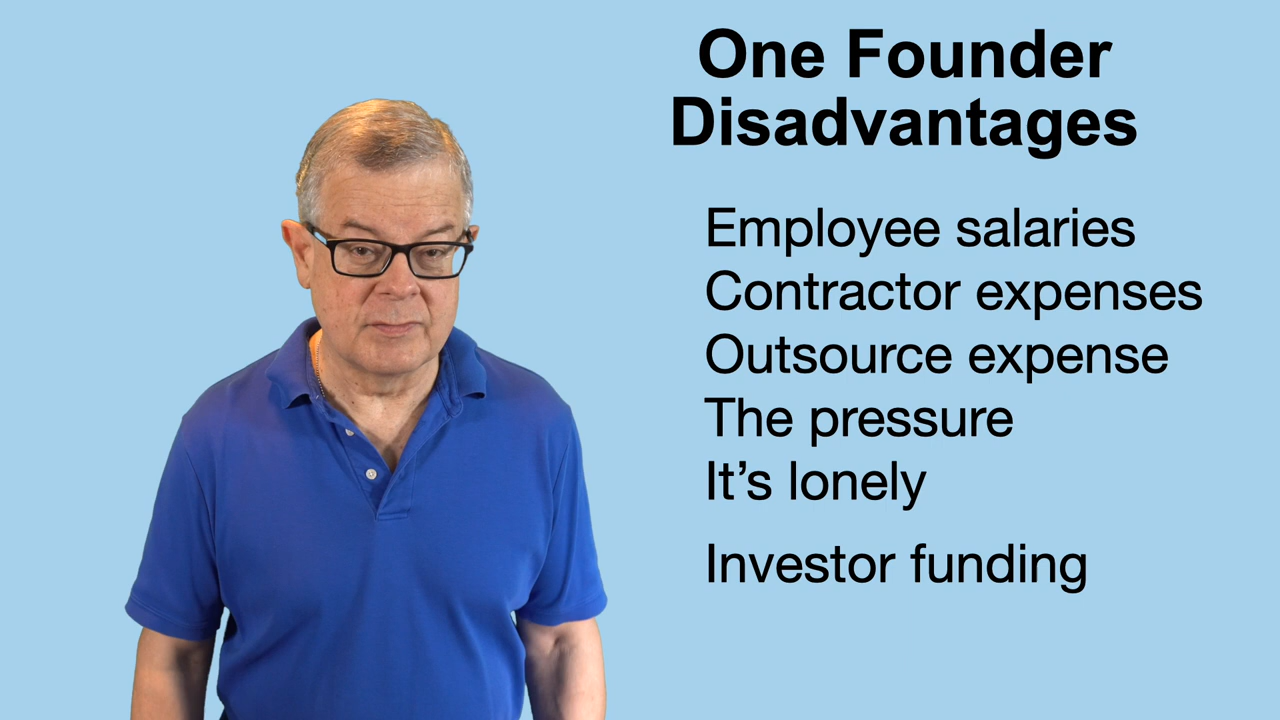 One Founder
Disadvantages
Employee salaries
Contractor expenses
Outsource expense
The pressure
It’s lonely
Investor funding